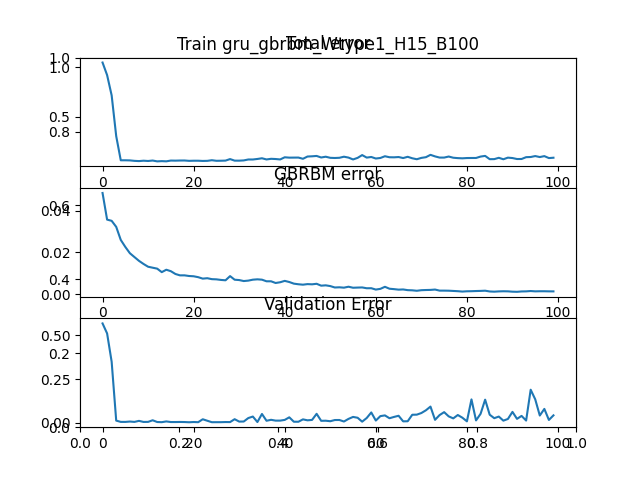 Train gru_gbrbm_Wtype1_H15_B100
Total error
1.0
1.0
0.5
0.8
0 20 40 60 80 100
GBRBM error
0.6
0.04
0.02
0.4
0.00
0 20 40 60 80 100
Validation Error
0.50
0.2
0.25
0.00
0.0
0 20 40 60 80 100
0.0 0.2 0.4 0.6 0.8 1.0